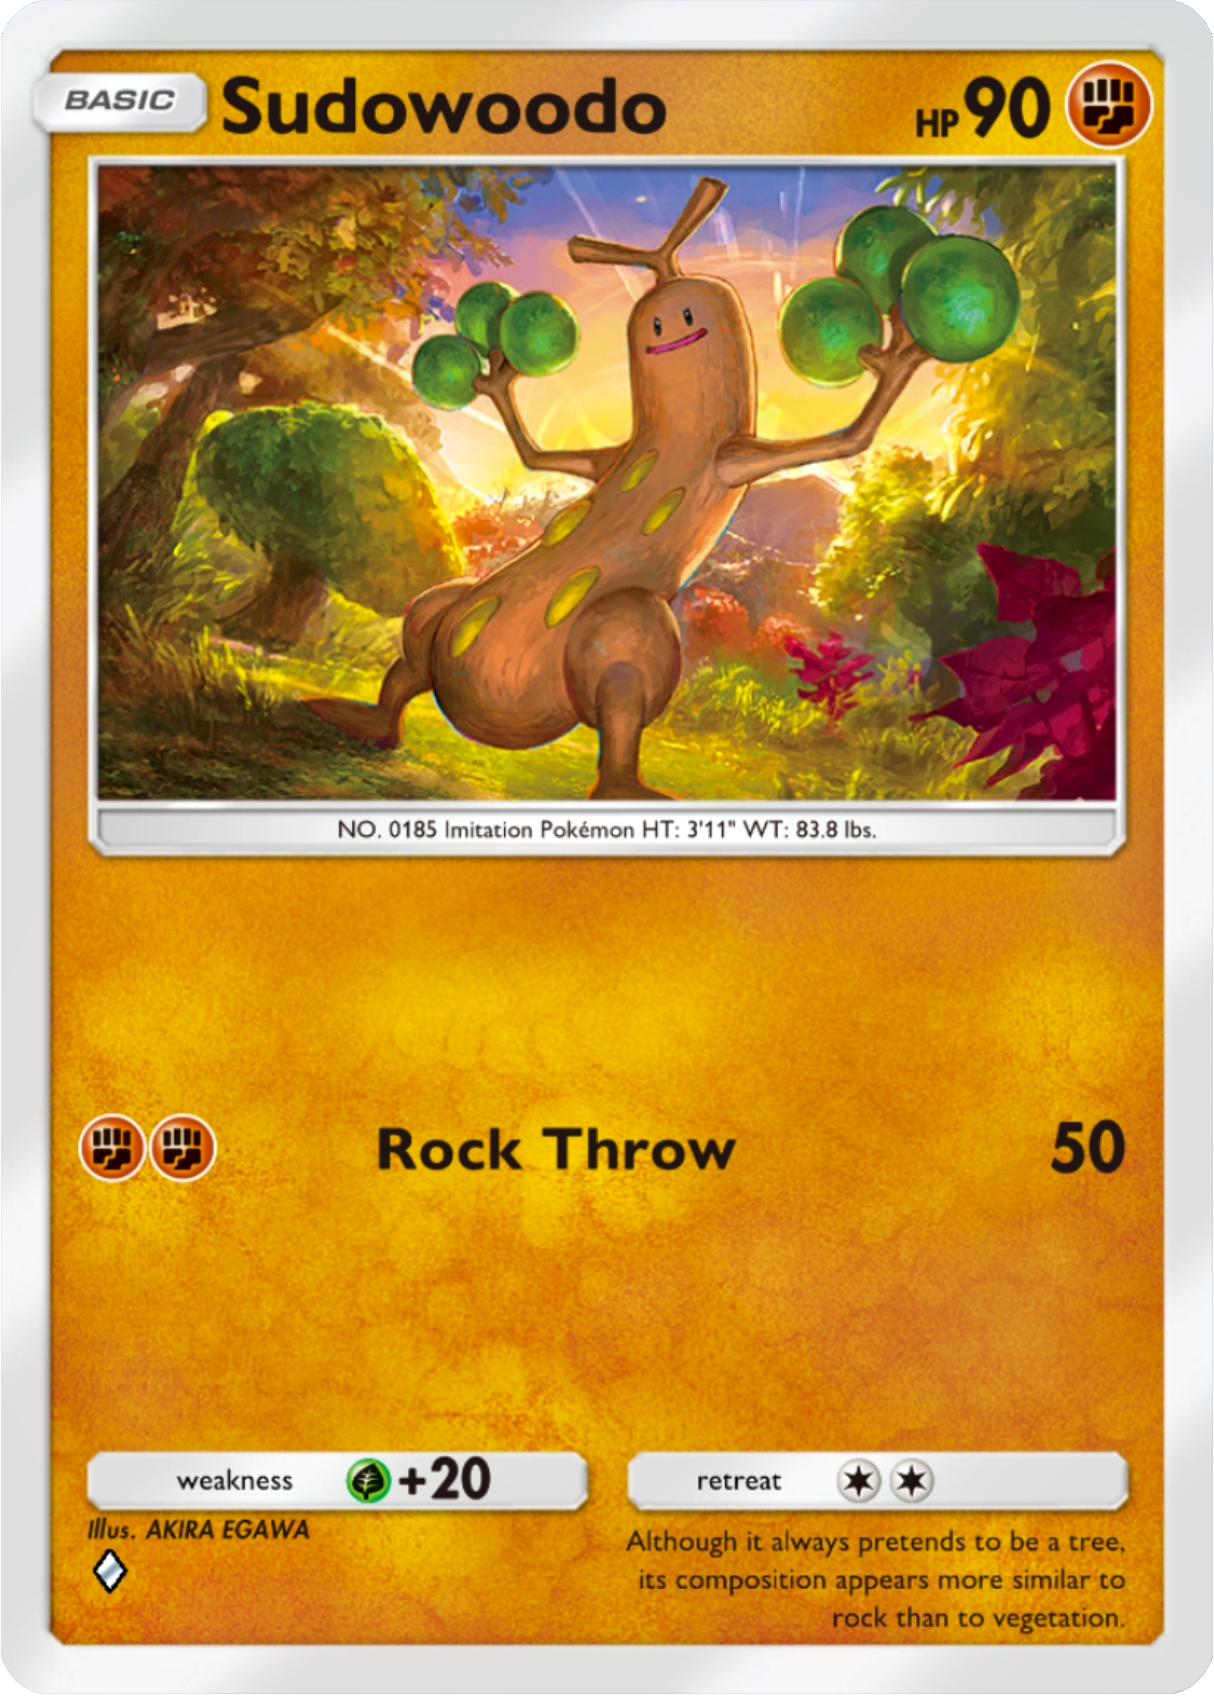 BASIC Sudowoodo HP 90
NO. 0185 Imitation Pokémon HT: 3'11" WT: 83.8 lbs.
Rock Throw 50
weakness +20 retreat
Illus. AKIRA EGAWA
Although it always pretends to be a tree,
its composition appears more similar to
rock than to vegetation.